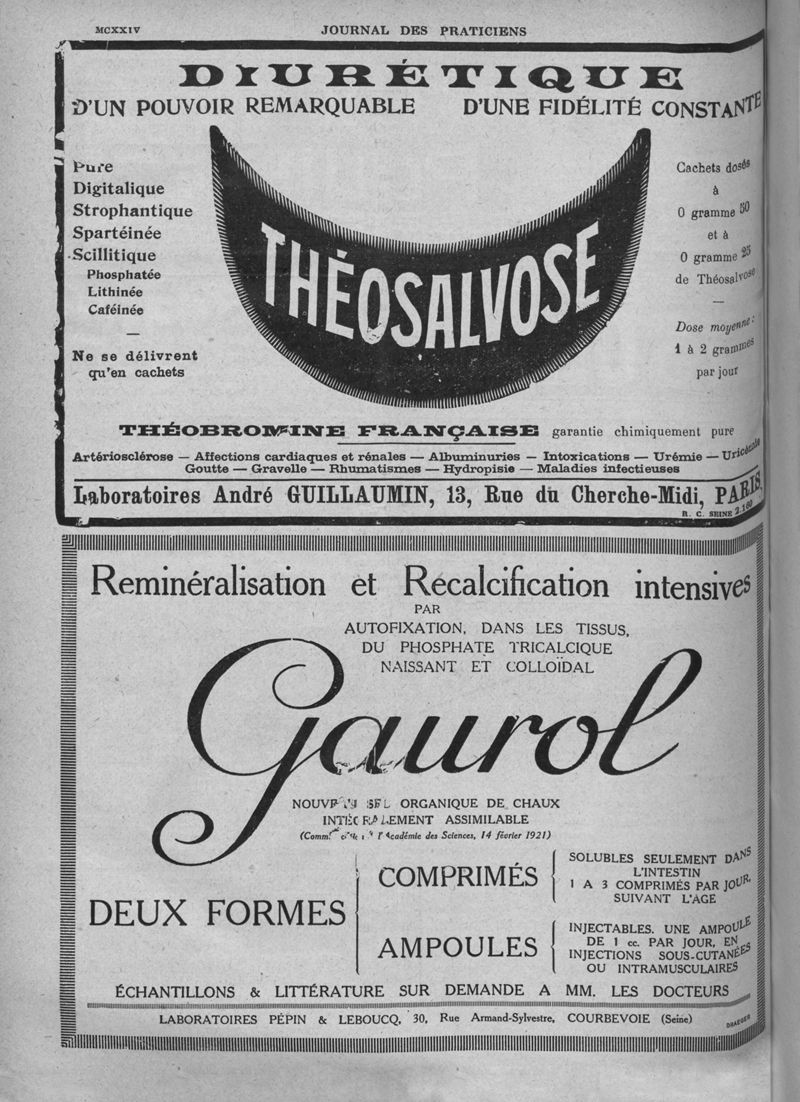 MCXXIV
JOURNAL DES PRATICIENS
DIURÉTIQUE
D'UN POUVOIR REMARQUABLE D'UNE FIDÉLITÉ CONSTANTE
Pure
Digitalique
Strophantique
Spartéinée
Scillitique
Phosphatée
Lithinée
Caféinée
—
Ne se délivrent
qu'en cachets
THÉOSALVOSE
Cachets dosés
à
0 gramme 50
et à
0 gramme 25
de Théosalvose
—
Dose moyenne:
1 à 2 grammes
par jour
THÉOBROMINE FRANÇAISE garantie chimiquement pure
Artériosclérose — Affections cardiaques et rénales — Albuminuries — Intoxications — Urémie — Uricémie
Goutte — Gravelle — Rhumatismes — Hydropisie — Maladies infectieuses
Laboratoires André GUILLAUMIN, 13, Rue du Cherche-Midi, PARIS.
R. C. SEINE 2.160
Reminéralisation et Recalcification intensives
PAR
AUTOFIXATION, DANS LES TISSUS,
DU PHOSPHATE TRICALCIQUE
NAISSANT ET COLLOÏDAL
Gaurol
NOUVEAU SEL ORGANIQUE DE CHAUX
INTÉGRALEMENT ASSIMILABLE
(Comm. à l'Académie des Sciences, 14 février 1921)
DEUX FORMES
COMPRIMÉS
SOLUBLES SEULEMENT DANS
L'INTESTIN
1 A 3 COMPRIMÉS PAR JOUR,
SUIVANT L'AGE
AMPOULES
INJECTABLES. UNE AMPOULE
DE 1 cc. PAR JOUR, EN
INJECTIONS SOUS-CUTANÉES
OU INTRAMUSCULAIRES
ÉCHANTILLONS & LITTÉRATURE SUR DEMANDE A MM. LES DOCTEURS
LABORATOIRES PÉPIN & LEBOUCQ, 30, Rue Armand-Sylvestre, COURBEVOIE (Seine)
DRAEGER